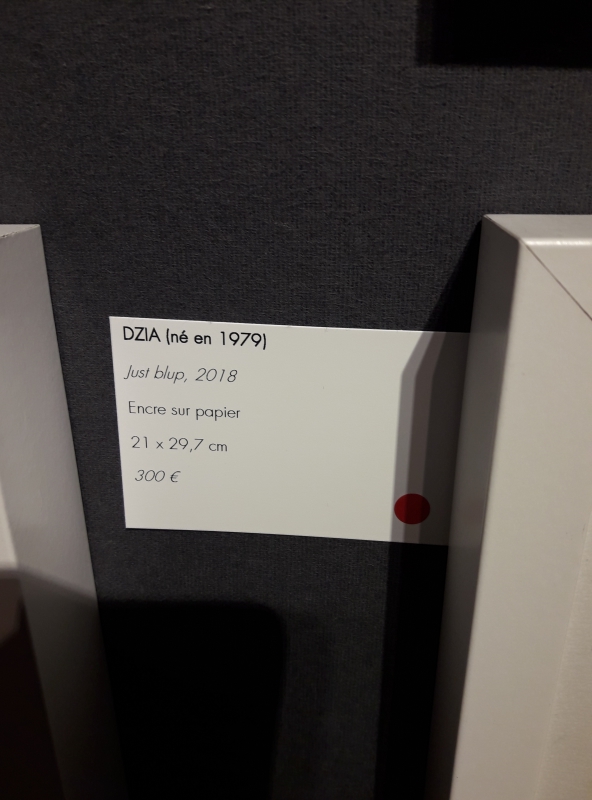 DZIA (né en 1979)
Just blup, 2018
Encre sur papier
21 x 29,7 cm
300 €